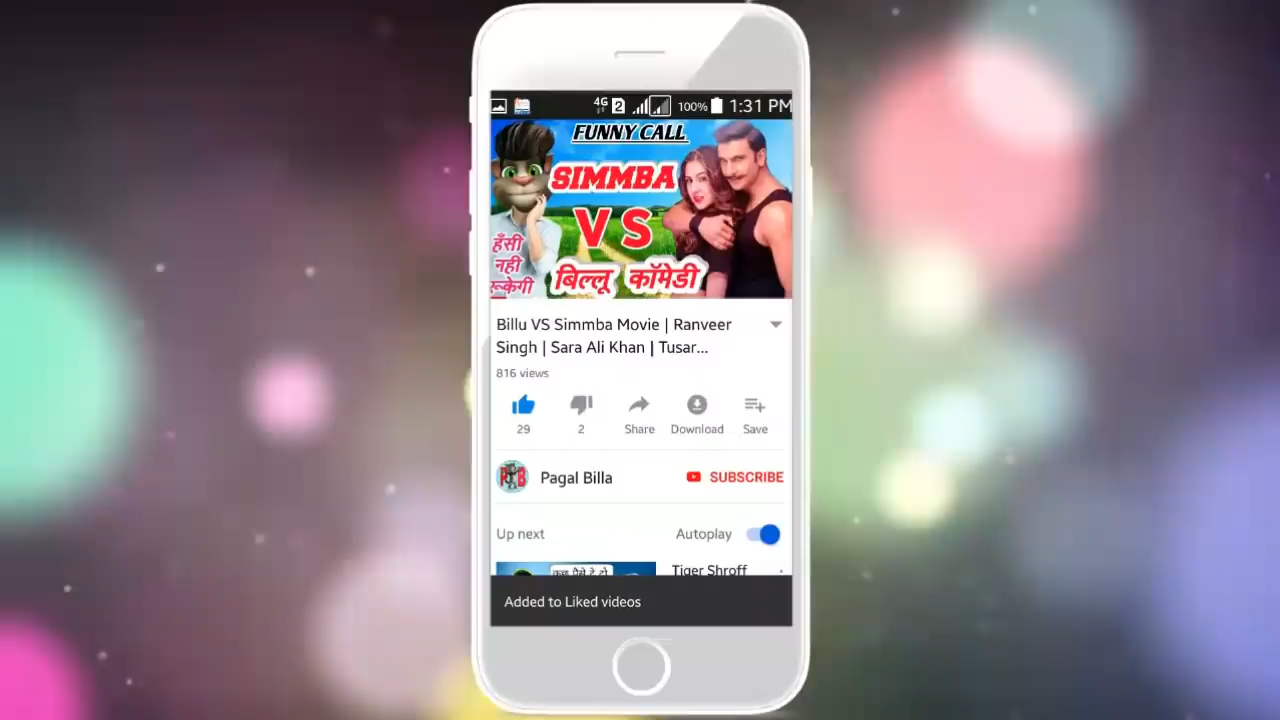 4G 2 100% 1:31 PM
FUNNY CALL
SIMMBA
VS
हँसी
नही
रूकेगी
बिल्लू कॉमेडी
Billu VS Simmba Movie | Ranveer
Singh | Sara Ali Khan | Tusar...
816 views
29 2 Share Download Save
PB Pagal Billa SUBSCRIBE
Up next Autoplay
कुछ पैसे दे दो
Tiger Shroff
Added to Liked videos